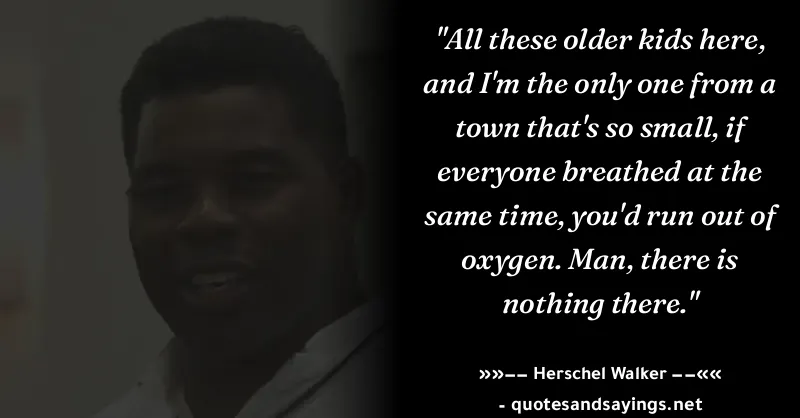 "All these older kids here,
and I'm the only one from a
town that's so small, if
everyone breathed at the
same time, you'd run out of
oxygen. Man, there is
nothing there."
»»−− Herschel Walker −−««
- quotesandsayings.net